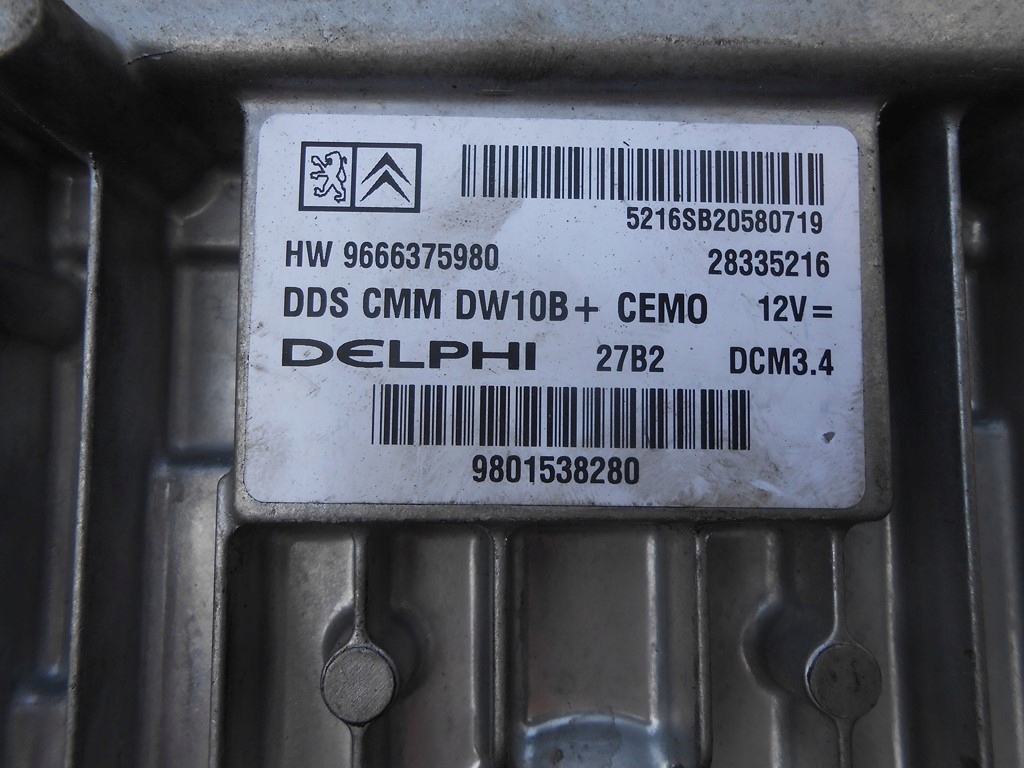 5216SB20580719
HW 9666375980 28335216
DDS CMM DW10B+ CEMO 12V=
DELPHI 27B2 DCM3.4
9801538280